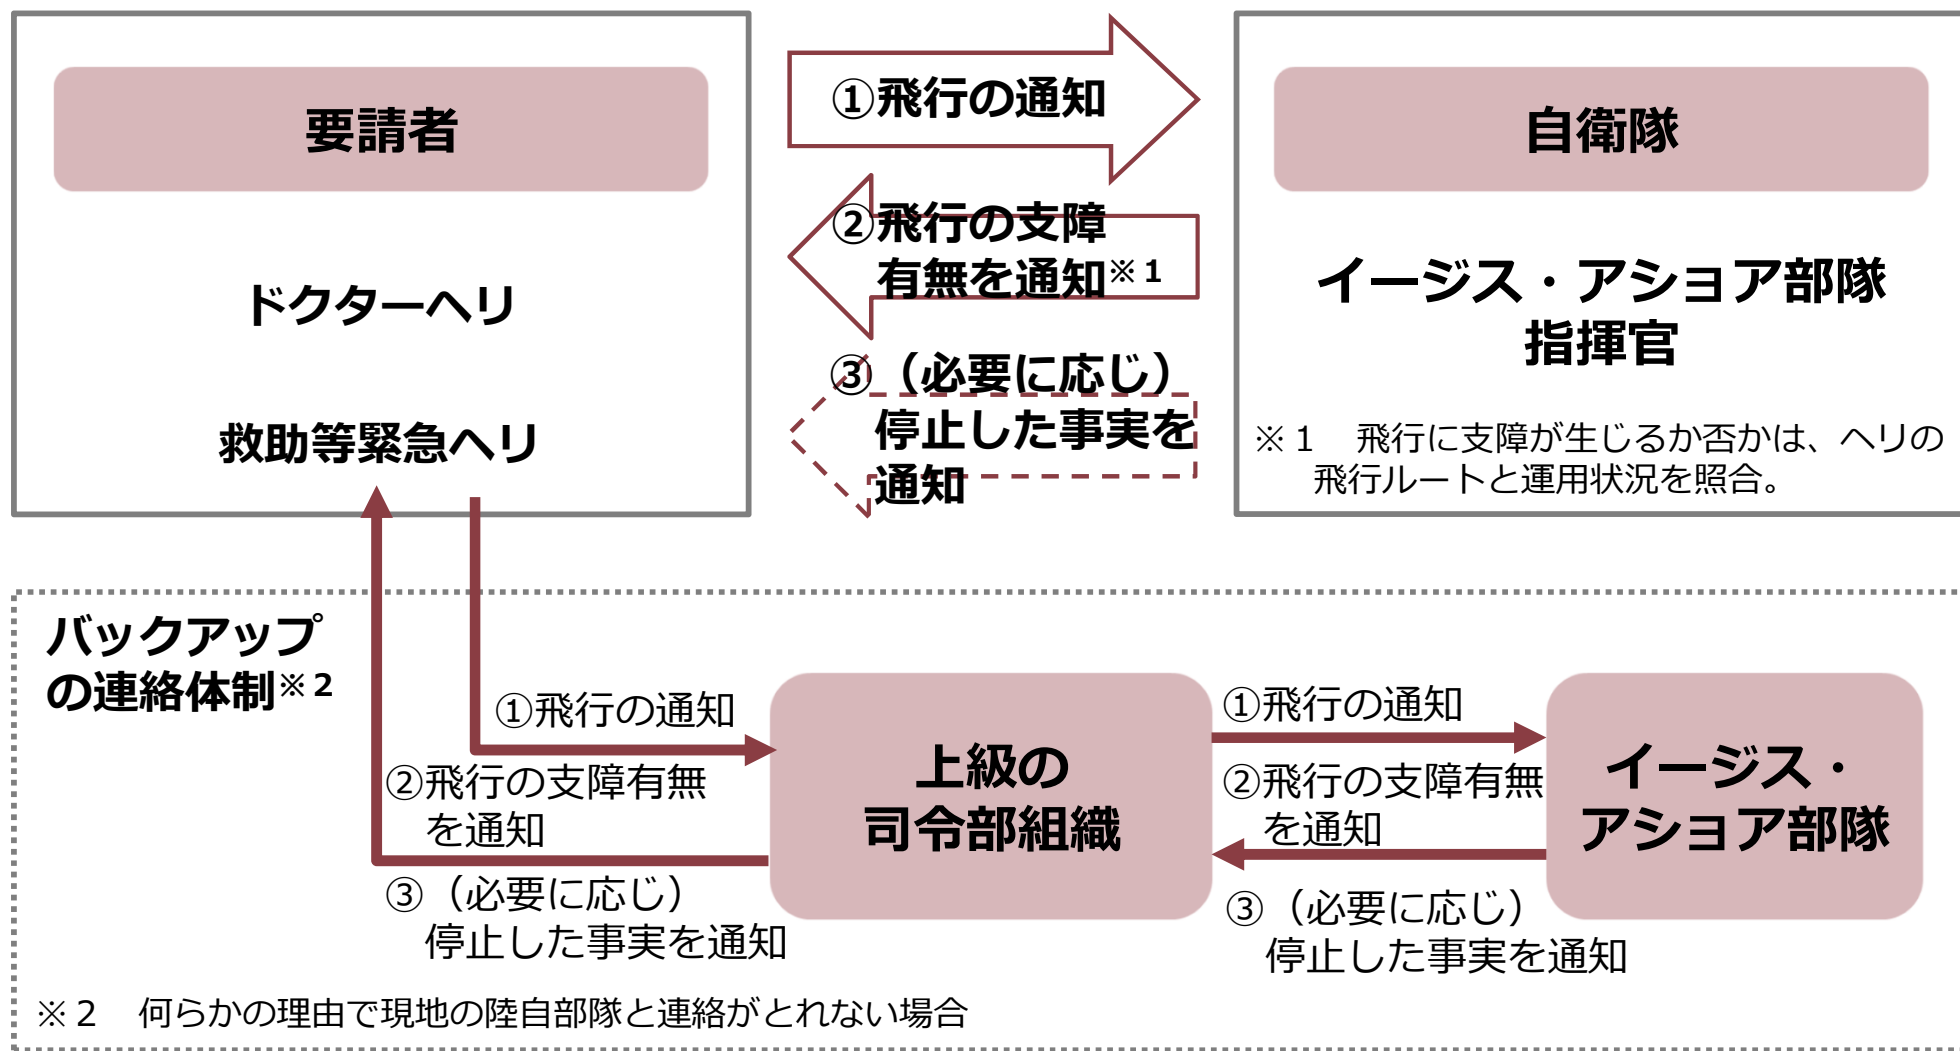 要請者
ドクターヘリ
救助等緊急ヘリ
①飛行の通知
②飛行の支障
有無を通知※１
③（必要に応じ）
停止した事実を
通知
自衛隊
イージス・アショア部隊
指揮官
※１　飛行に支障が生じるか否かは、ヘリの
飛行ルートと運用状況を照合。
バックアップ
の連絡体制※２
①飛行の通知
②飛行の支障有無
を通知
③（必要に応じ）
停止した事実を通知
上級の
司令部組織
①飛行の通知
②飛行の支障有無
を通知
③（必要に応じ）
停止した事実を通知
イージス・
アショア部隊
※２　何らかの理由で現地の陸自部隊と連絡がとれない場合